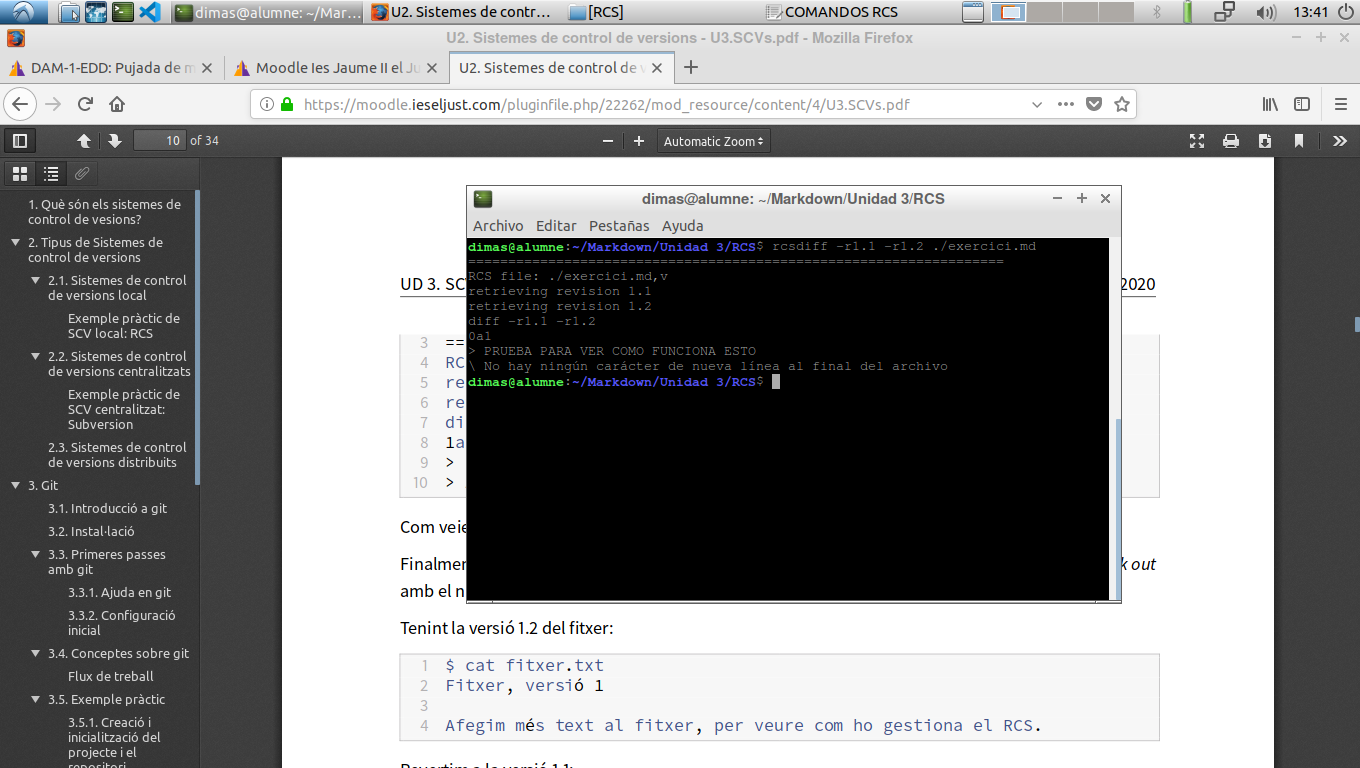 dimas@alumne: ~/Mar...
U2. Sistemes de contr...
[RCS]
COMANDOS RCS
13:41
U2. Sistemes de control de versions - U3.SCVs.pdf - Mozilla Firefox
DAM-1-EDD: Pujada de m
Moodle Ies Jaume II el Ju
U2. Sistemes de control de v
https://moodle.ieseljust.com/pluginfile.php/22262/mod_resource/content/4/U3.SCVs.pdf
10 of 34
Automatic Zoom
1. Què són els sistemes de
control de vesions?
2. Tipus de Sistemes de
control de versions
2.1. Sistemes de control
de versions local
Exemple pràctic de
SCV local: RCS
2.2. Sistemes de control
de versions centralitzats
Exemple pràctic de
SCV centralitzat:
Subversion
2.3. Sistemes de control
de versions distribuits
3. Git
3.1. Introducció a git
3.2. Instal·lació
3.3. Primeres passes
amb git
3.3.1. Ajuda en git
3.3.2. Configuració
inicial
3.4. Conceptes sobre git
Flux de treball
3.5. Exemple pràctic
3.5.1. Creació i
inicialització del
projecte i el
repositori
dimas@alumne: ~/Markdown/Unidad 3/RCS
Archivo Editar Pestañas Ayuda
dimas@alumne:~/Markdown/Unidad 3/RCS$ rcsdiff -r1.1 -r1.2 ./exercici.md
===================================================================
RCS file: ./exercici.md,v
retrieving revision 1.1
retrieving revision 1.2
diff -r1.1 -r1.2
0a1
> PRUEBA PARA VER COMO FUNCIONA ESTO
\ No hay ningún carácter de nueva línea al final del archivo
dimas@alumne:~/Markdown/Unidad 3/RCS$
UD 3. SC
2020
3 ==
4 RC
5 re
6 re
7 di
8 1a
9 >
10 >
Com veie
Finalmen
k out
amb el n
Tenint la versió 1.2 del fitxer:
1 $ cat fitxer.txt
2 Fitxer, versió 1
3
4 Afegim més text al fitxer, per veure com ho gestiona el RCS.
Revertim a la versió 1.1: